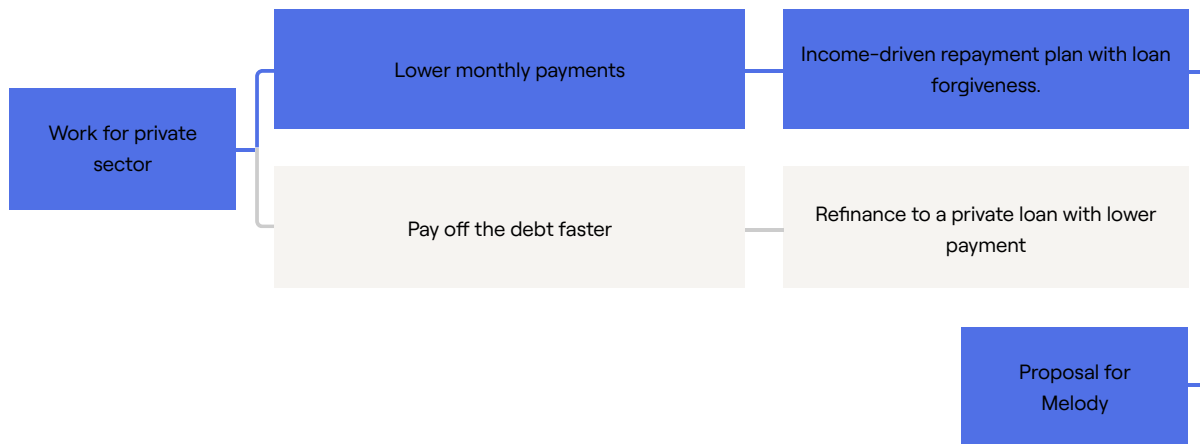 Lower monthly payments
Income-driven repayment plan with loan
forgiveness.
Work for private
sector
Pay off the debt faster
Refinance to a private loan with lower
payment
Proposal for
Melody